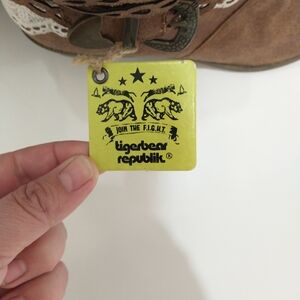 JOIN THE F.I.G.H.T.
tigerbear
republik®